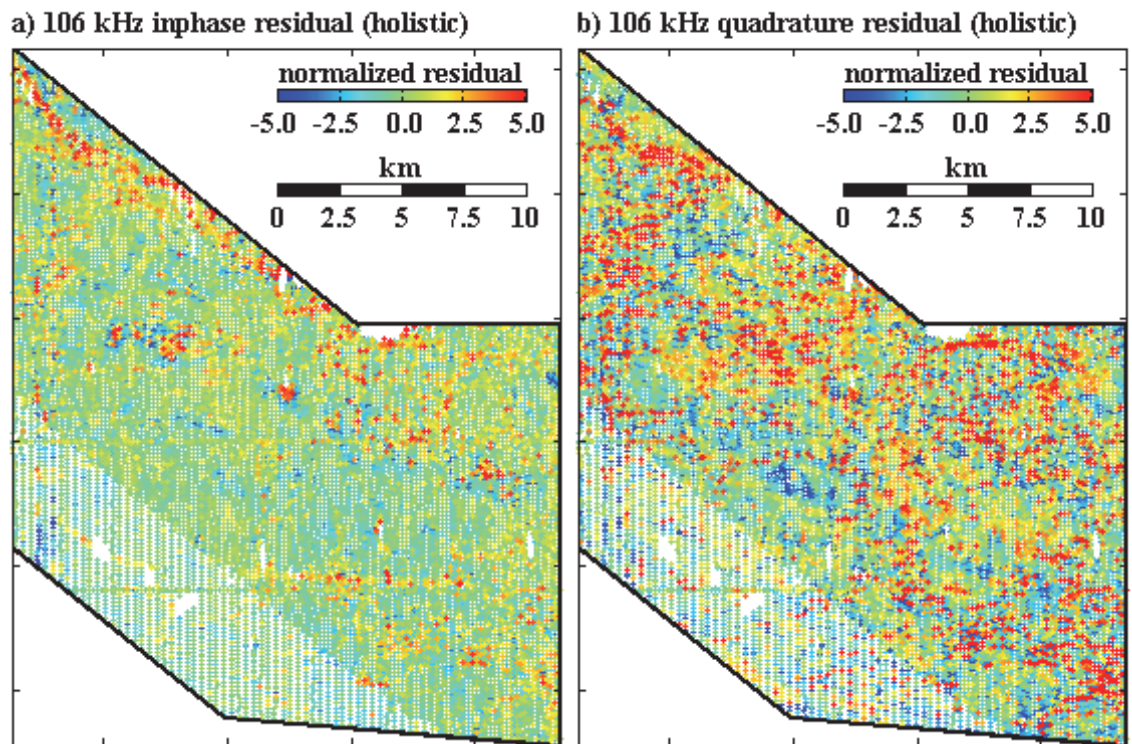 a) 106 kHz inphase residual (holistic)
normalized residual
-5.0 -2.5 0.0 2.5 5.0
km
0 2.5 5 7.5 10
b) 106 kHz quadrature residual (holistic)
normalized residual
-5.0 -2.5 0.0 2.5 5.0
km
0 2.5 5 7.5 10